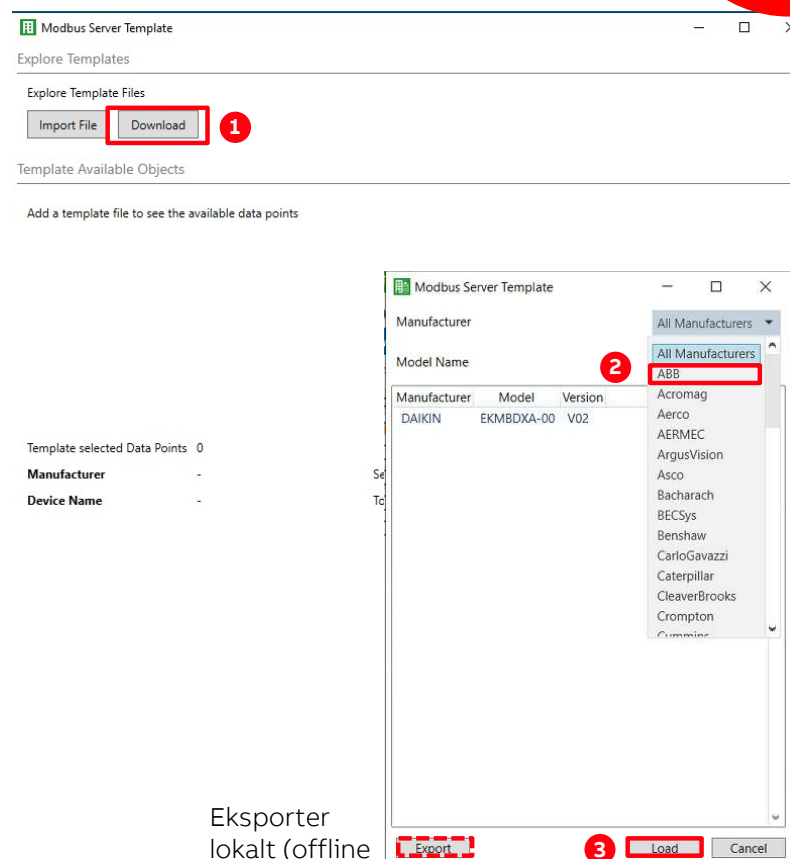 Modbus Server Template
Explore Templates
Explore Template Files
Import File Download 1
Template Available Objects
Add a template file to see the available data points
Modbus Server Template
Manufacturer All Manufacturers
Model Name 2
All Manufacturers
ABB
Acromag
Aerco
AERMEC
ArgusVision
Asco
Bacharach
BECSys
Benshaw
CarloGavazzi
Caterpillar
CleaverBrooks
Crompton
Cummins
Manufacturer Model Version
DAIKIN EKMBDXA-00 V02
Template selected Data Points 0
Manufacturer -
Device Name -
Se
To
Eksporter
lokalt (offline
Export 3 Load Cancel